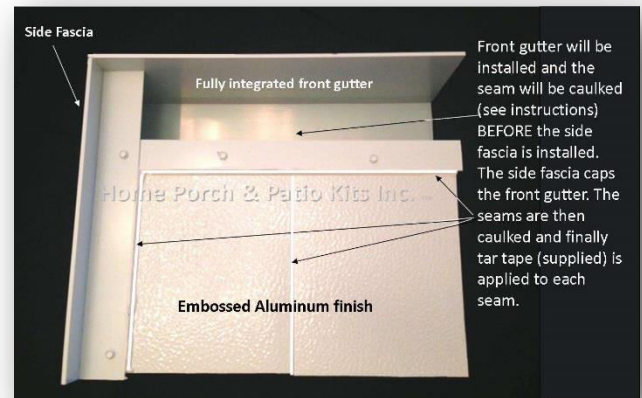 Side Fascia
Fully integrated front gutter
Front gutter will be
installed and the
seam will be caulked
(see instructions)
BEFORE the side
fascia is installed.
The side fascia caps
the front gutter. The
seams are then
caulked and finally
tar tape (supplied) is
applied to each
seam.
Home Porch & Patio Kits Inc.
Embossed Aluminum finish